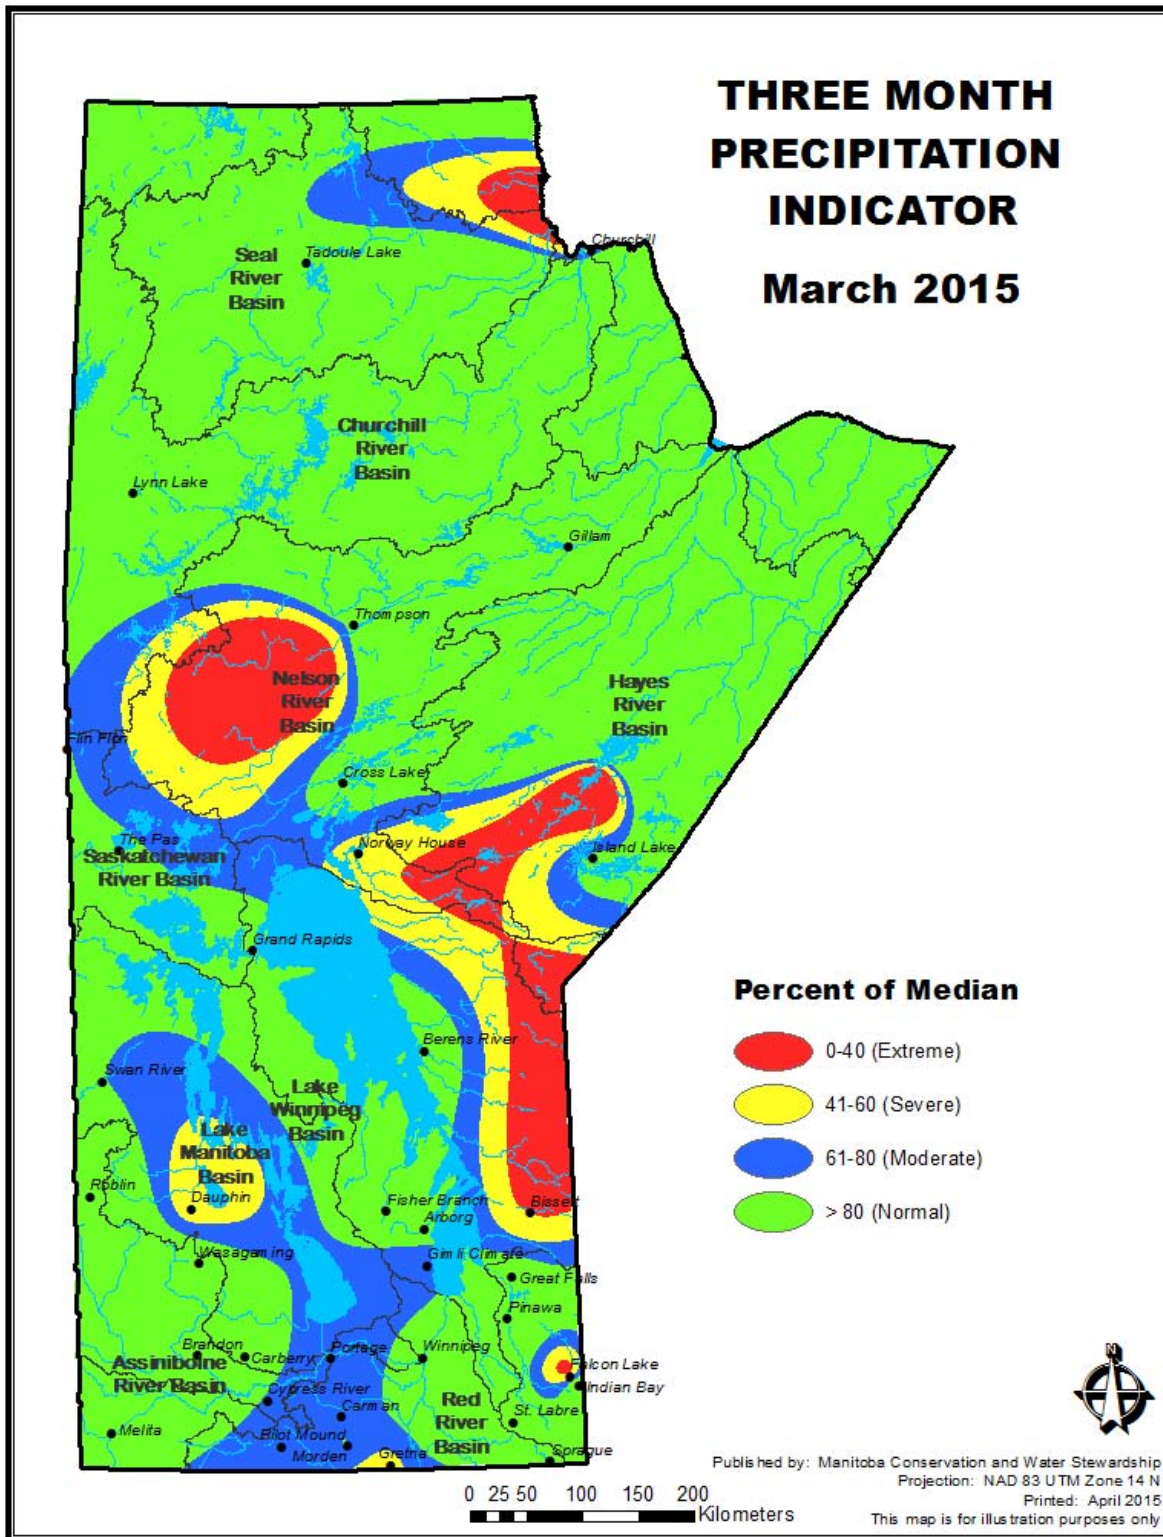 THREE MONTH
PRECIPITATION
INDICATOR
March 2015
Churchill
Seal
River
Basin
Tadoule Lake
Churchill
River
Basin
Lynn Lake
Gillam
Thompson
Nelson
River
Basin
Hayes
River
Basin
Flin Flon
Cross Lake
The Pas
Norway House
Island Lake
Saskatchewan
River Basin
Grand Rapids
Percent of Median
0-40 (Extreme)
41-60 (Severe)
61-80 (Moderate)
> 80 (Normal)
Berens River
Swan River
Lake
Winnipeg
Basin
Lake
Manitoba
Basin
Roblin
Dauphin
Fisher Branch
Arborg
Bissett
Wasagaming
Gimli Climate
Great Falls
Pinawa
Brandon
Carberry
Portage
Winnipeg
Falcon Lake
Indian Bay
Assiniboine
River Basin
Cypress River
Carman
Red
River
Basin
St. Labre
Melita
Pilot Mound
Morden
Gretna
Sprague
N
0 25 50 100 150 200
Kilometers
Published by: Manitoba Conservation and Water Stewardship
Projection: NAD 83 UTM Zone 14 N
Printed: April 2015
This map is for illustration purposes only